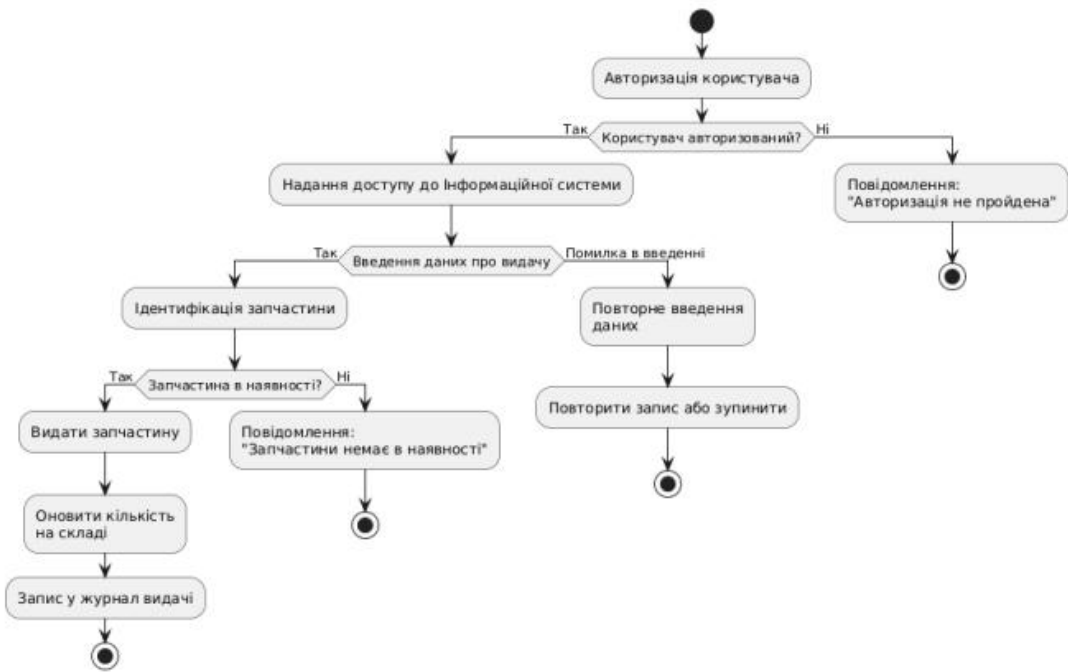 Авторизація користувача
Так
Користувач авторизований?
Ні
Надання доступу до Інформаційної системи
Повідомлення:
"Авторизація не пройдена"
Так
Введення даних про видачу
Помилка в введенні
Ідентифікація запчастини
Повторне введення
даних
Так
Запчастина в наявності?
Ні
Повторити запис або зупинити
Видати запчастину
Повідомлення:
"Запчастини немає в наявності"
Оновити кількість
на складі
Запис у журнал видачі